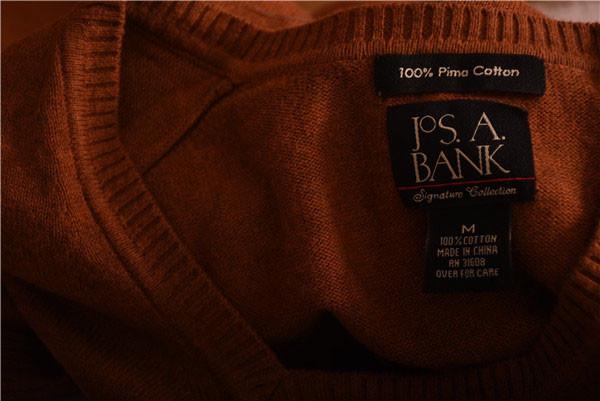 100% Pima Cotton
JOS. A.
BANK
Signature Collection
M
100% COTTON
MADE IN CHINA
RN 31608
OVER FOR CARE